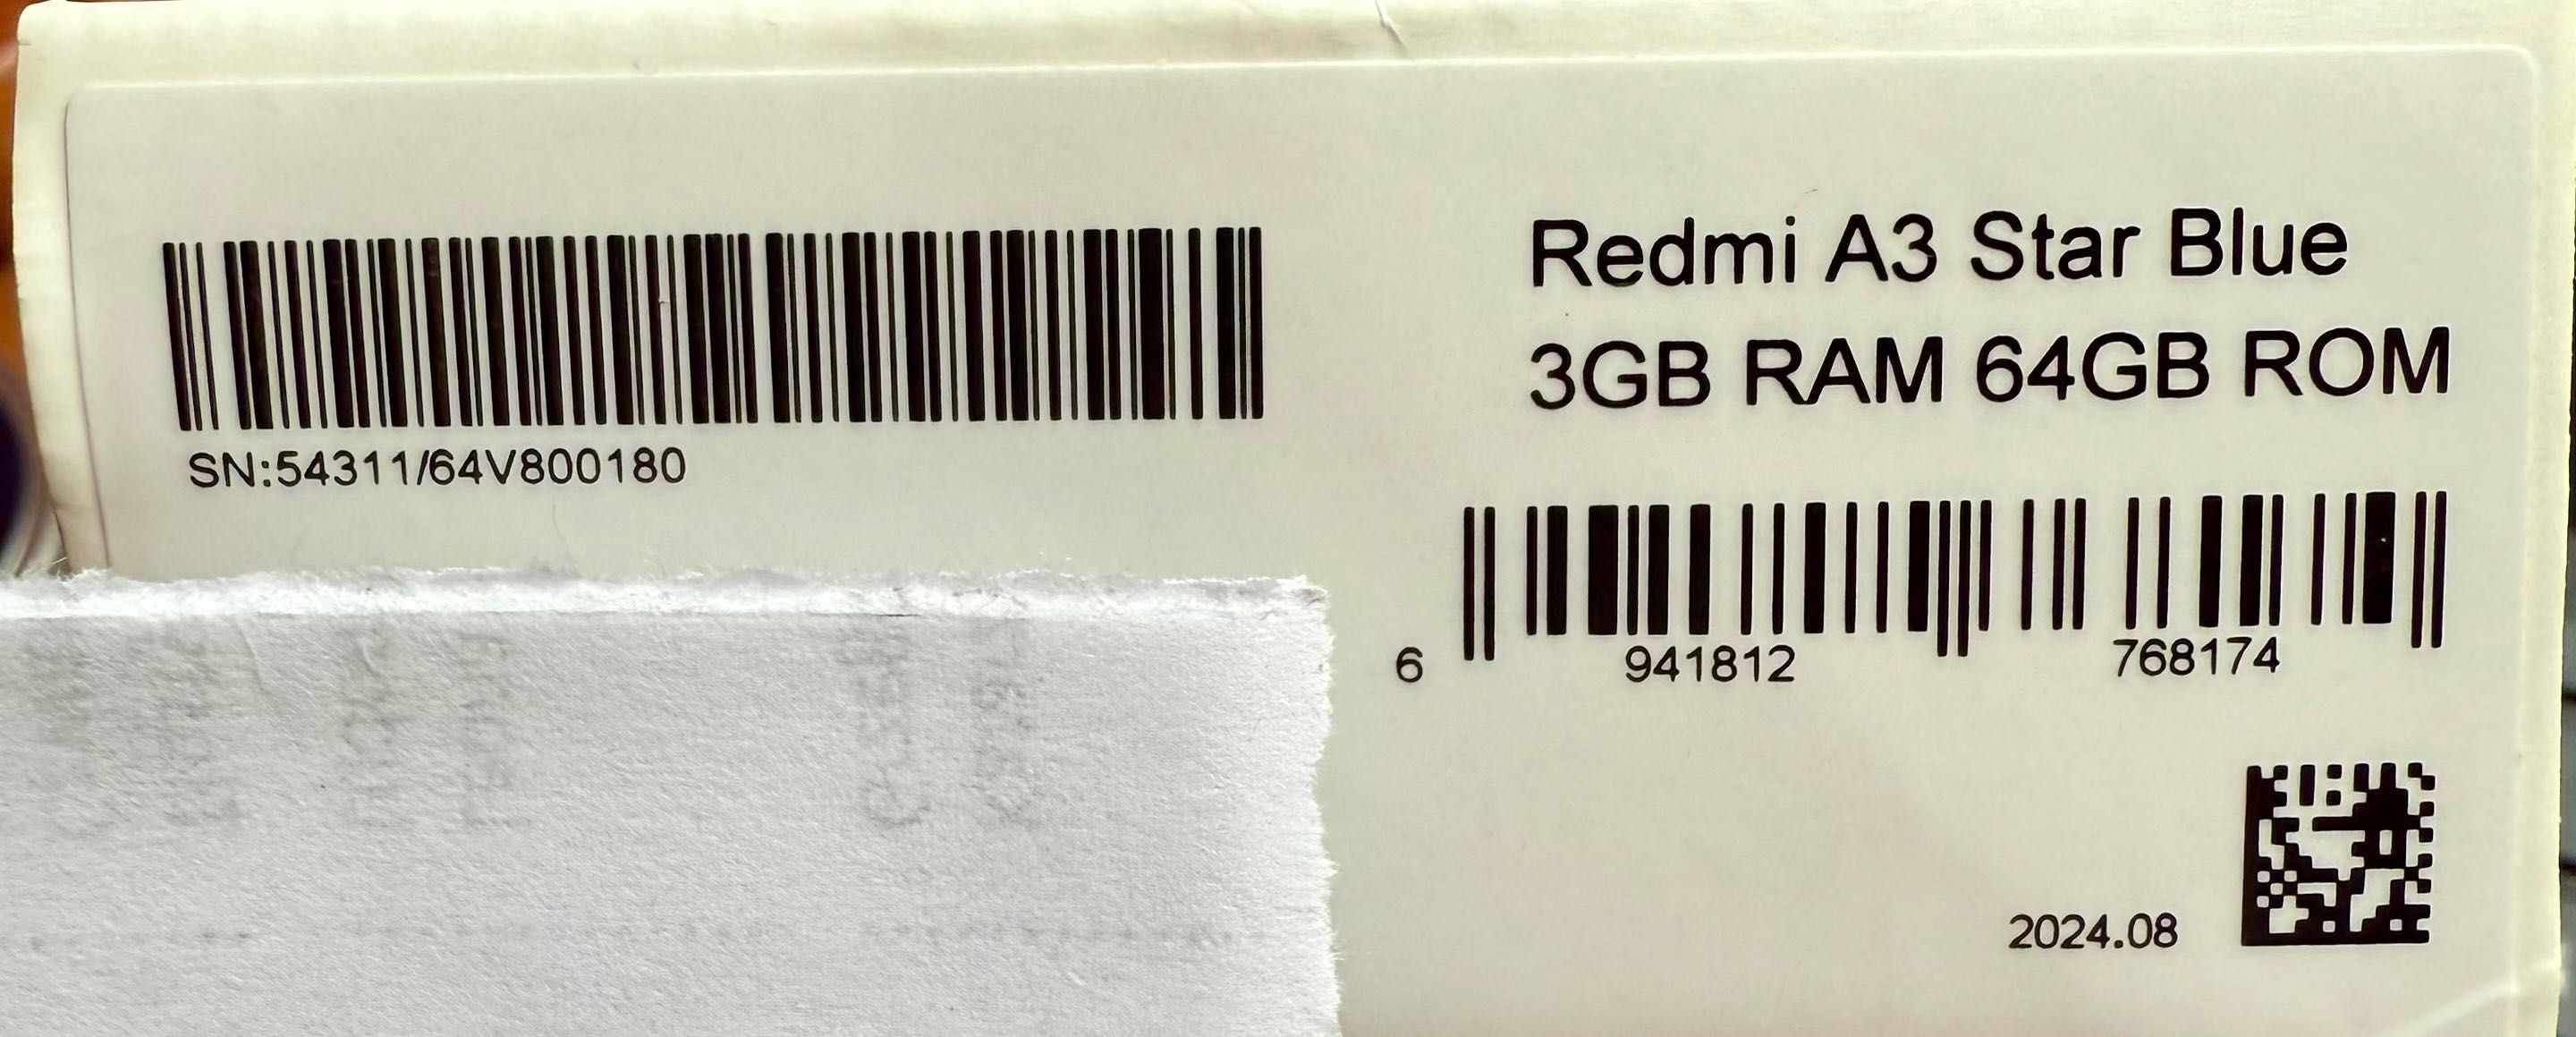 SN:54311/64V800180
Redmi A3 Star Blue
3GB RAM 64GB ROM
6 941812 768174
2024.08